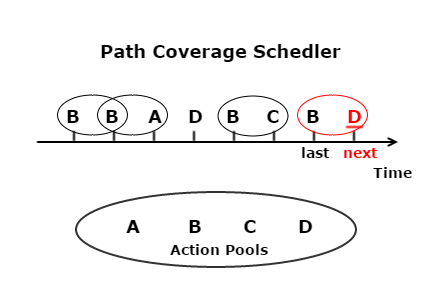 Path Coverage Schedler
B B A D B C B D
last next
Time
A B C D
Action Pools